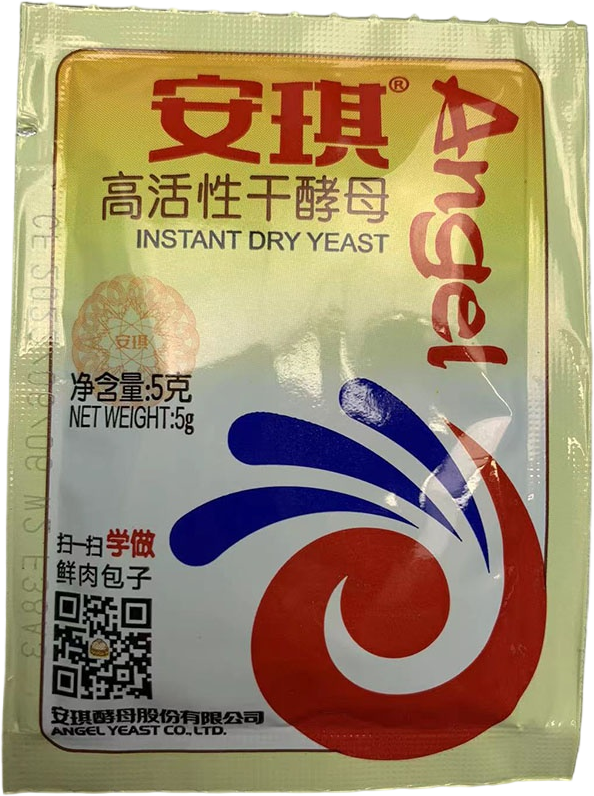 安琪®
Angel
高活性干酵母
INSTANT DRY YEAST
安琪
净含量:5克
NET WEIGHT:5g
扫一扫 学做
鲜肉包子
安琪酵母股份有限公司
ANGEL YEAST CO., LTD.